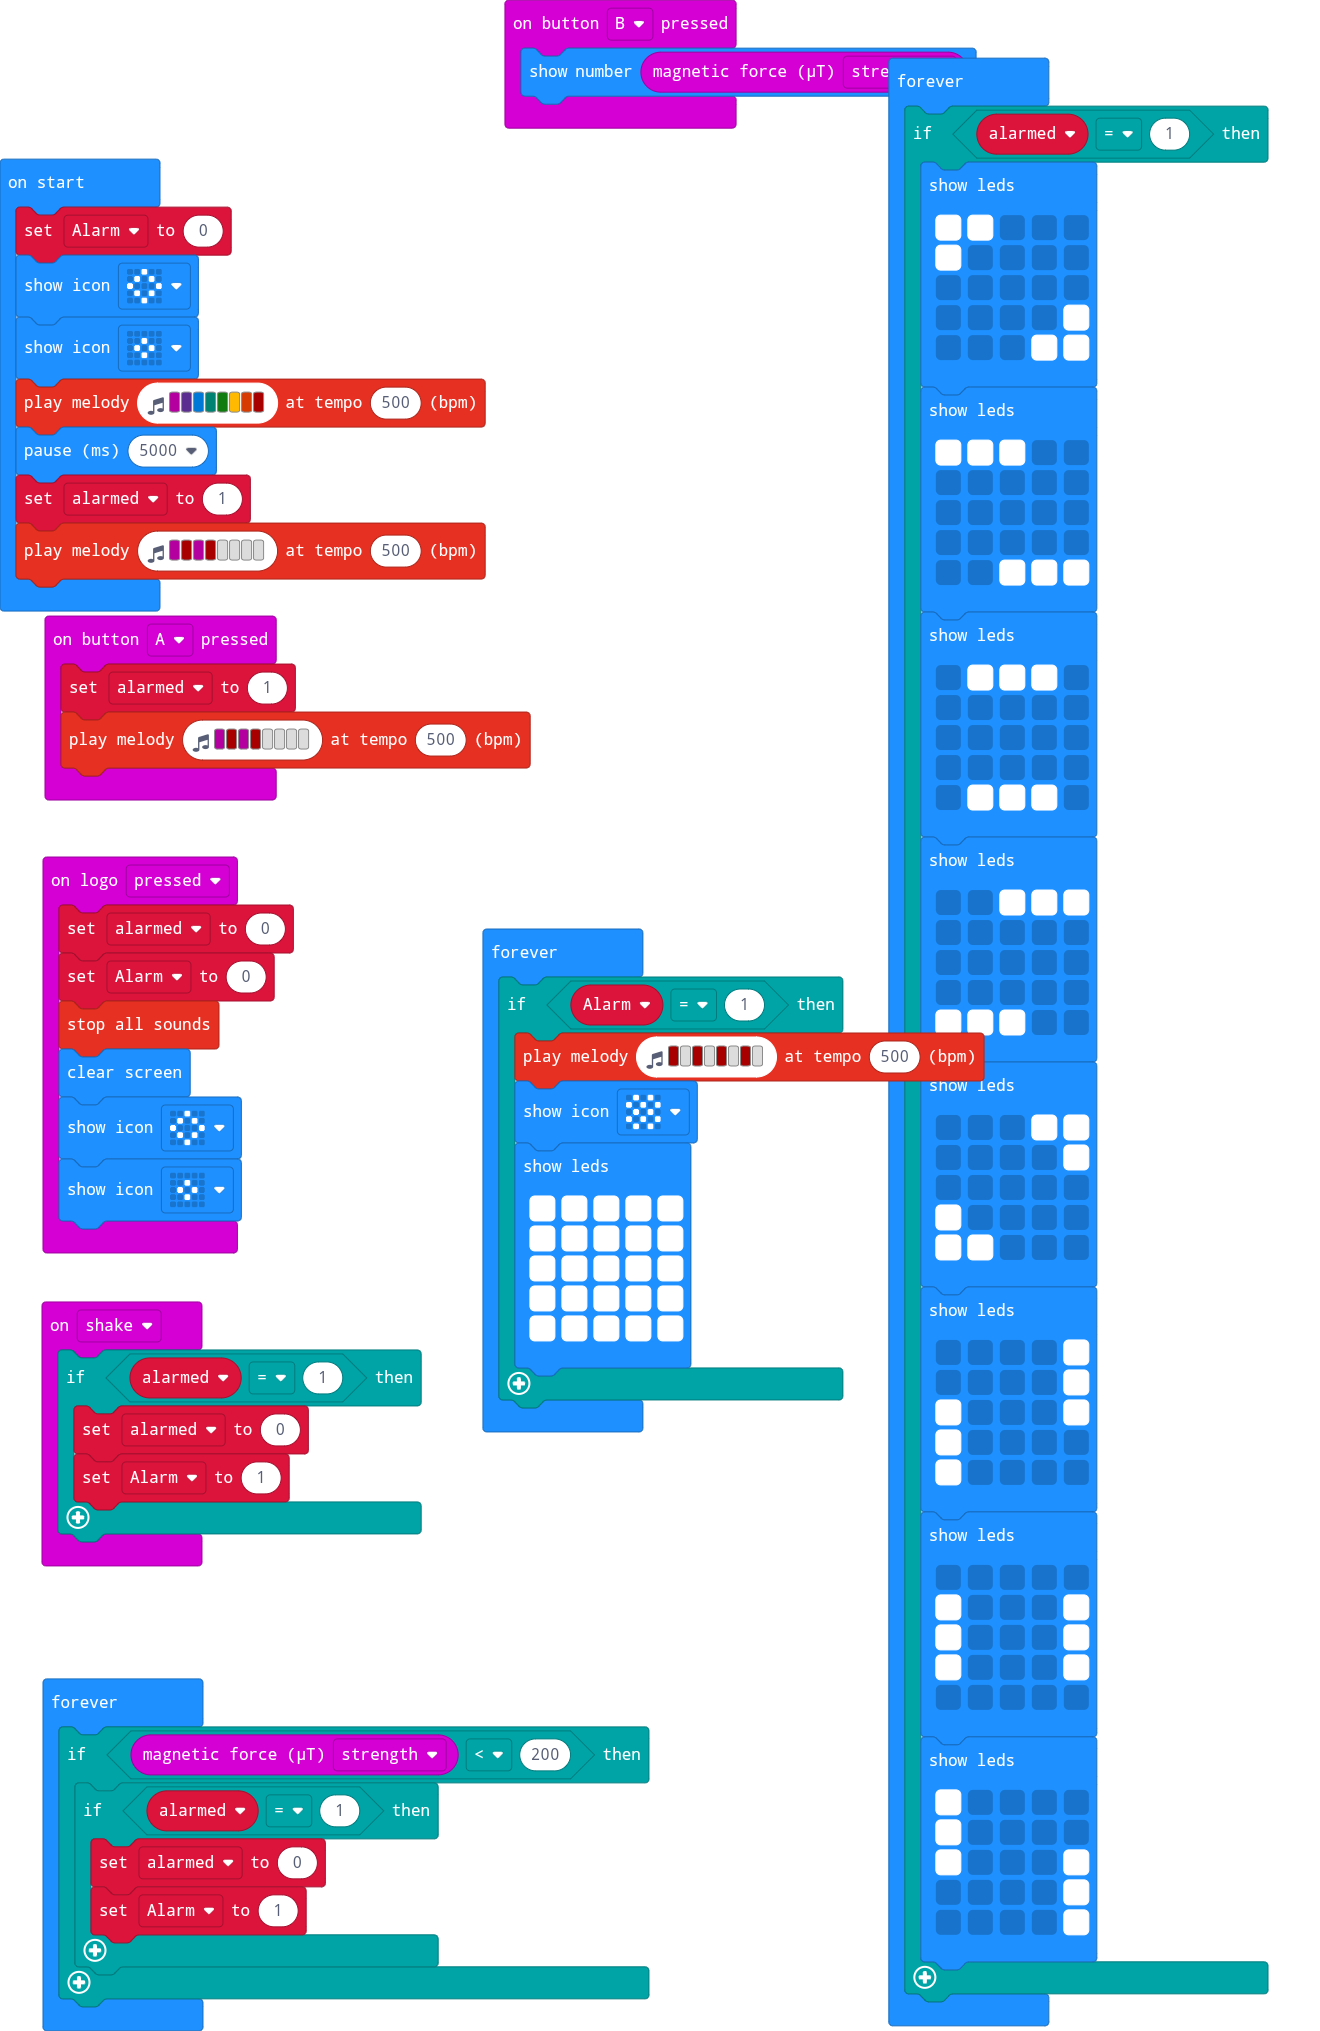 on button B pressed
show number magnetic force (µT) stre
on start
set Alarm to 0
show icon
show icon
play melody at tempo 500 (bpm)
pause (ms) 5000
set alarmed to 1
play melody at tempo 500 (bpm)
on button A pressed
set alarmed to 1
play melody at tempo 500 (bpm)
on logo pressed
set alarmed to 0
set Alarm to 0
stop all sounds
clear screen
show icon
show icon
on shake
if alarmed = 1 then
set alarmed to 0
set Alarm to 1
forever
if magnetic force (µT) strength < 200 then
if alarmed = 1 then
set alarmed to 0
set Alarm to 1
forever
if Alarm = 1 then
play melody at tempo 500 (bpm)
show icon
show leds
forever
if alarmed = 1 then
show leds
show leds
show leds
show leds
show leds
show leds
show leds
show leds